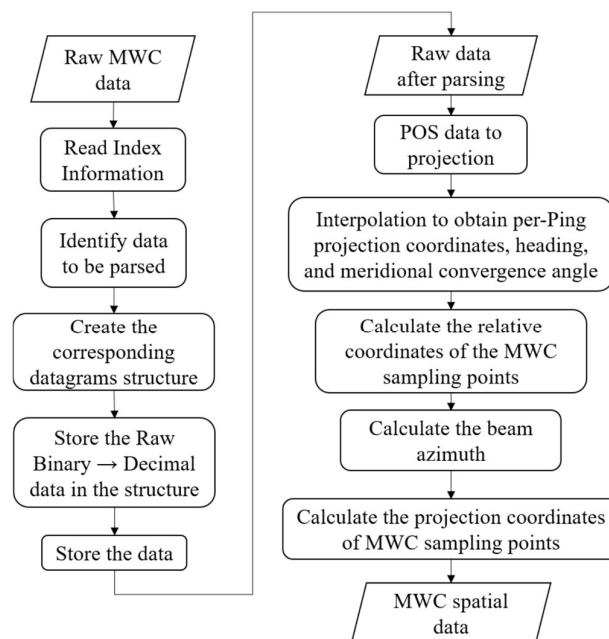 Raw MWC
data
Read Index
Information
Identify data
to be parsed
Create the
corresponding
datagrams structure
Store the Raw
Binary → Decimal
data in the structure
Store the data
Raw data
after parsing
POS data to
projection
Interpolation to obtain per-Ping
projection coordinates, heading,
and meridional convergence angle
Calculate the relative
coordinates of the MWC
sampling points
Calculate the beam
azimuth
Calculate the projection coordinates
of MWC sampling points
MWC spatial
data